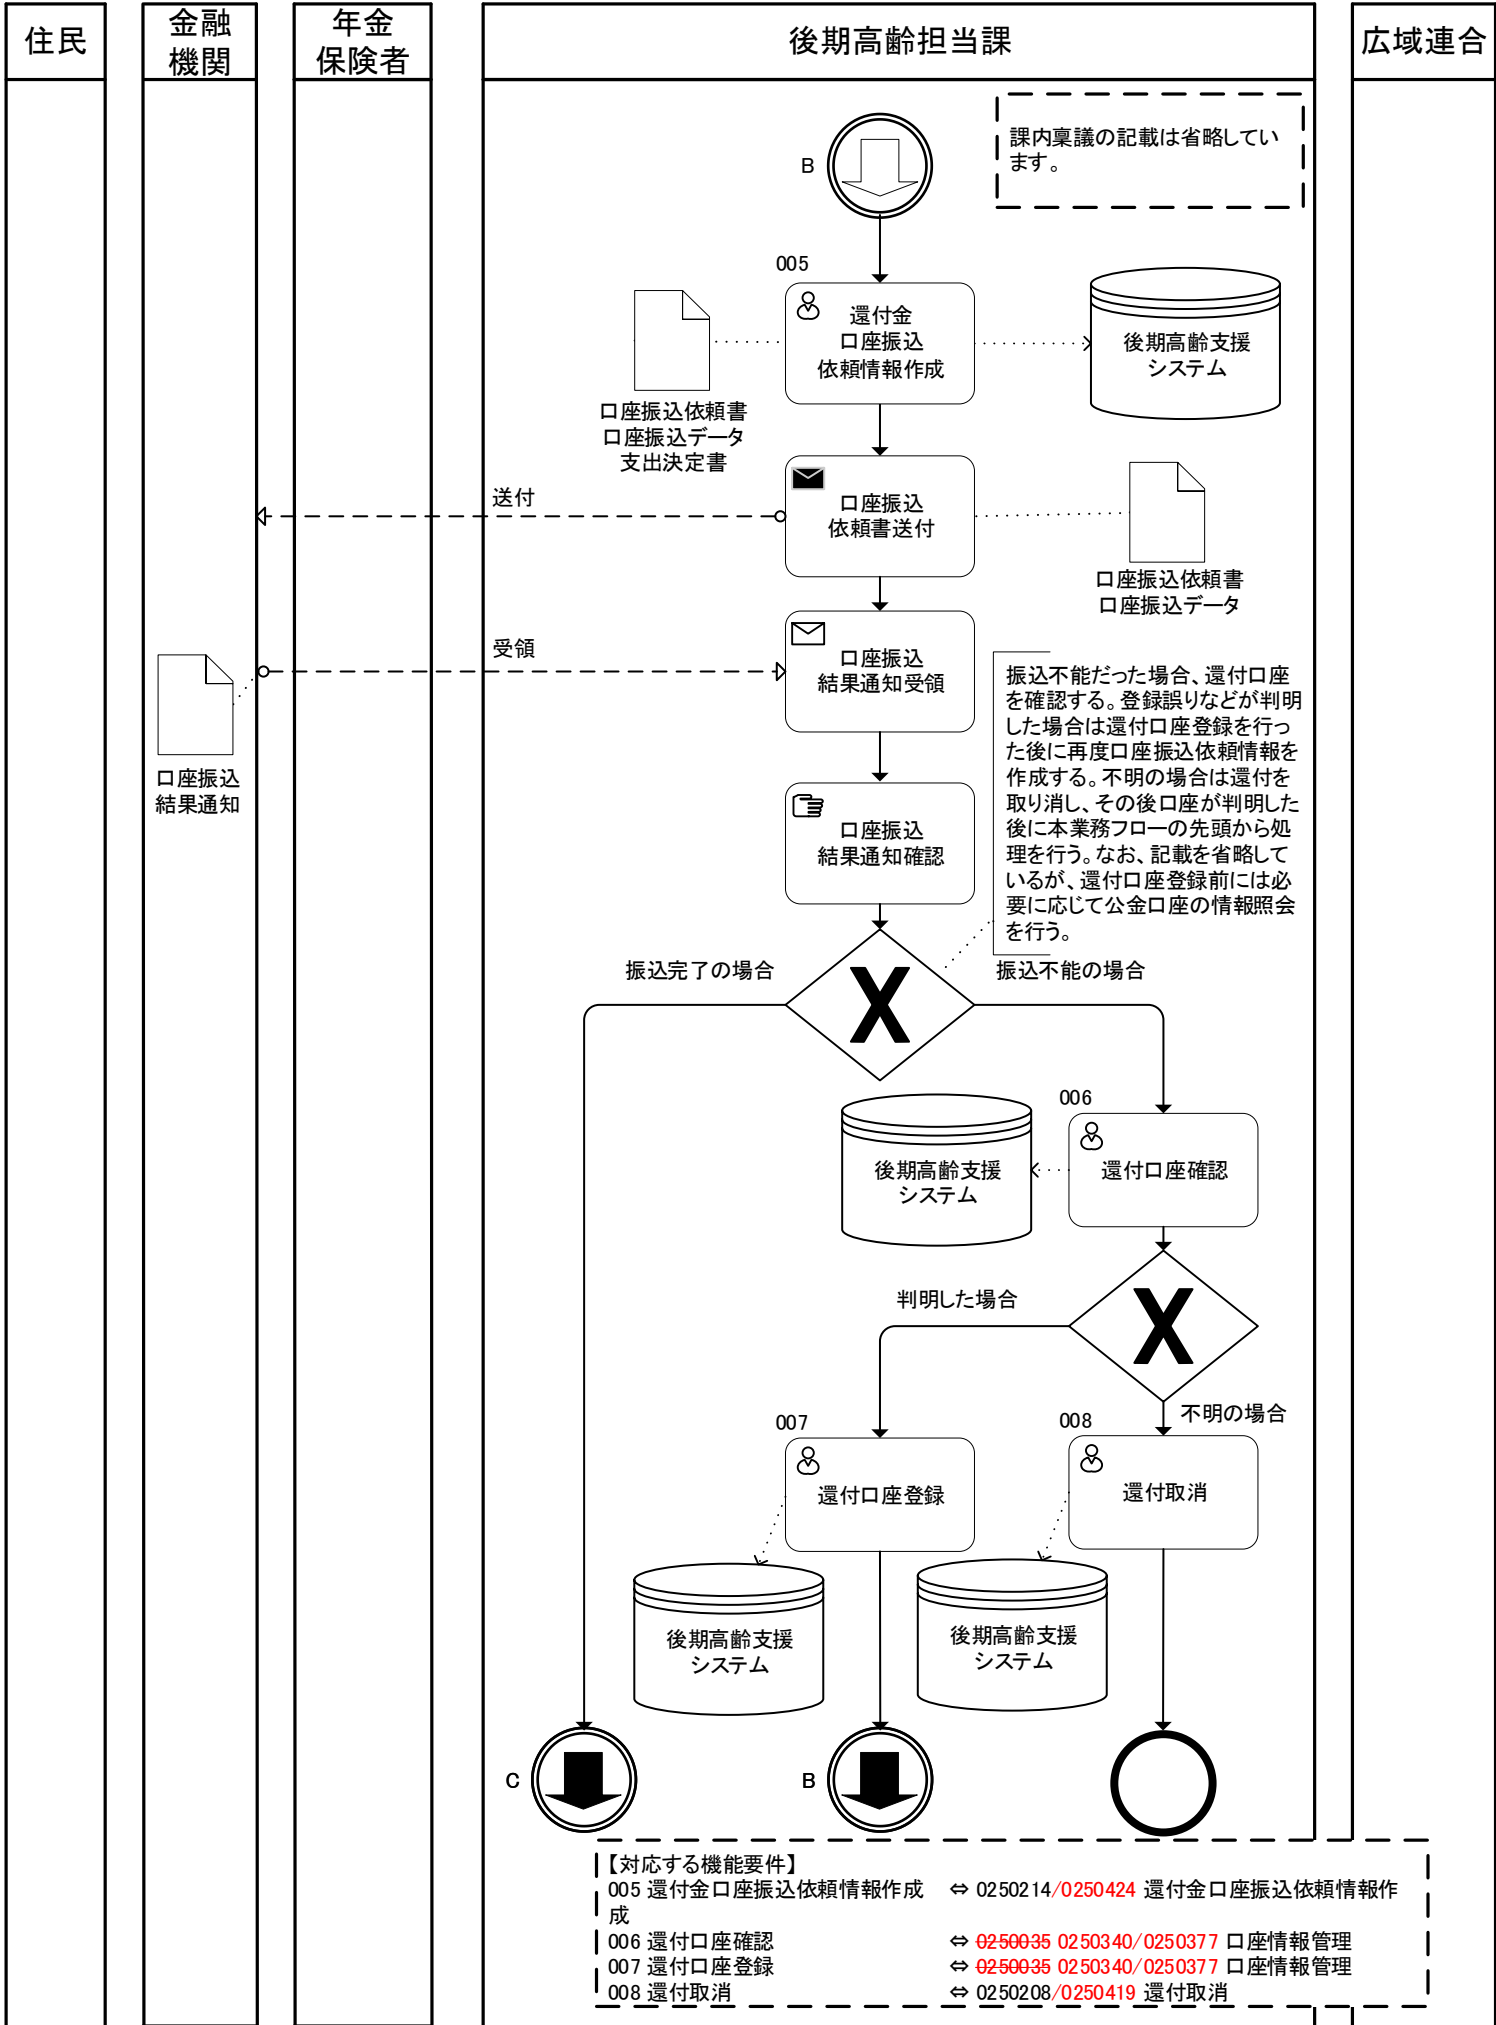 住民
金融
機関
年金
保険者
後期高齢担当課
広域連合
課内稟議の記載は省略してい
ます。
B
005
還付金
口座振込
依頼情報作成
後期高齢支援
システム
口座振込依頼書
口座振込データ
支出決定書
送付
口座振込
依頼書送付
口座振込依頼書
口座振込データ
受領
口座振込
結果通知受領
口座振込
結果通知
振込不能だった場合、還付口座
を確認する。登録誤りなどが判明
した場合は還付口座登録を行っ
た後に再度口座振込依頼情報を
作成する。不明の場合は還付を
取り消し、その後口座が判明した
後に本業務フローの先頭から処
理を行う。なお、記載を省略して
いるが、還付口座登録前には必
要に応じて公金口座の情報照会
を行う。
口座振込
結果通知確認
振込完了の場合
振込不能の場合
X
006
還付口座確認
後期高齢支援
システム
判明した場合
X
不明の場合
007
還付口座登録
008
還付取消
後期高齢支援
システム
後期高齢支援
システム
C
B
【対応する機能要件】
005 還付金口座振込依頼情報作成 ⇔ 0250214/0250424 還付金口座振込依頼情報作
成
006 還付口座確認 ⇔ 0250035 0250340/0250377 口座情報管理
007 還付口座登録 ⇔ 0250035 0250340/0250377 口座情報管理
008 還付取消 ⇔ 0250208/0250419 還付取消